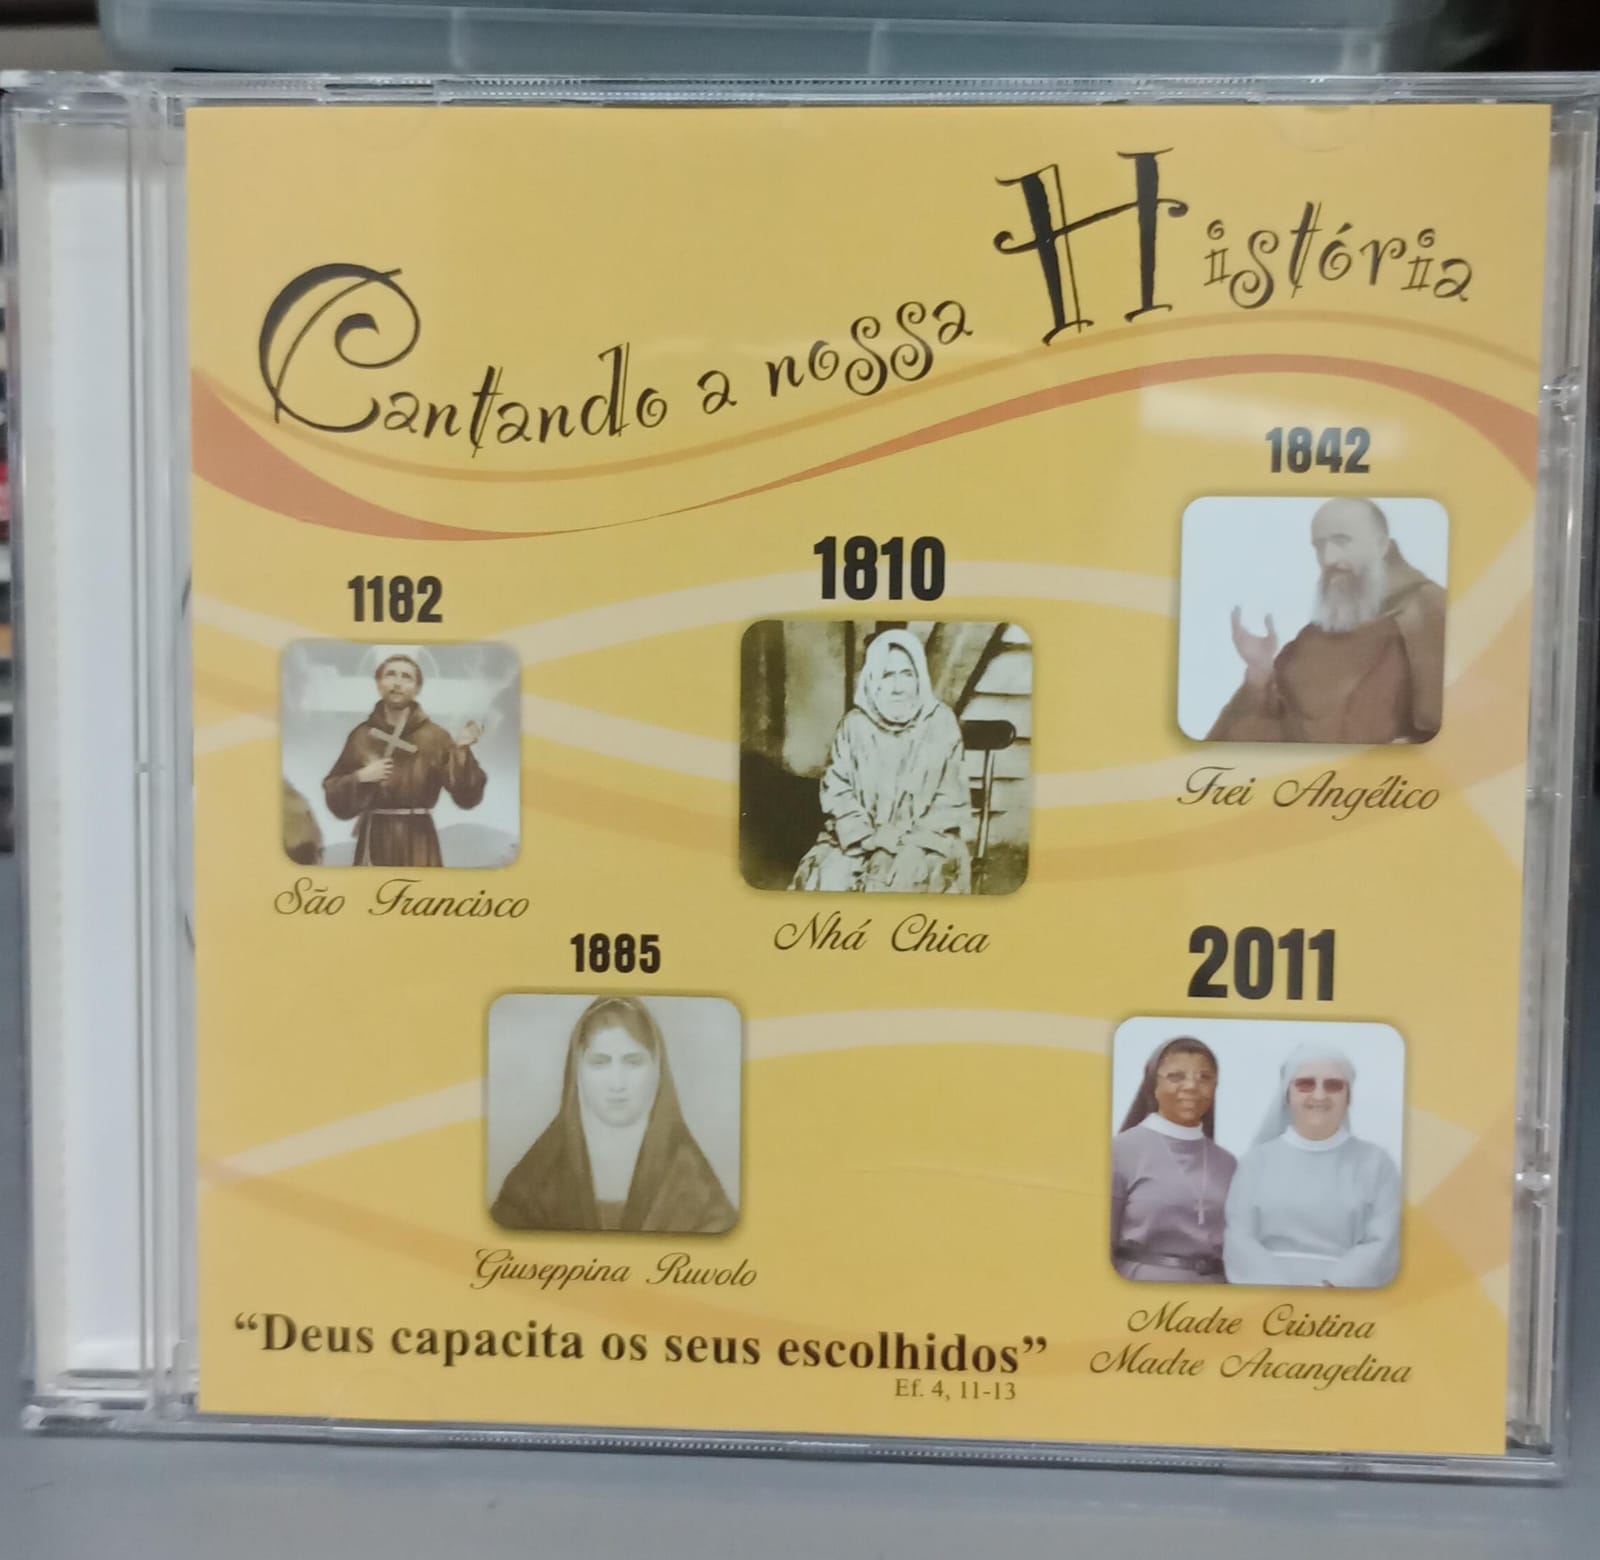 Cantando a nossa História
1842
Frei Angélico
1810
Nhá Chica
1182
São Francisco
1885
Giuseppina Ruvolo
2011
Madre Cristina
Madre Arcangelina
“Deus capacita os seus escolhidos”
Ef. 4, 11-13